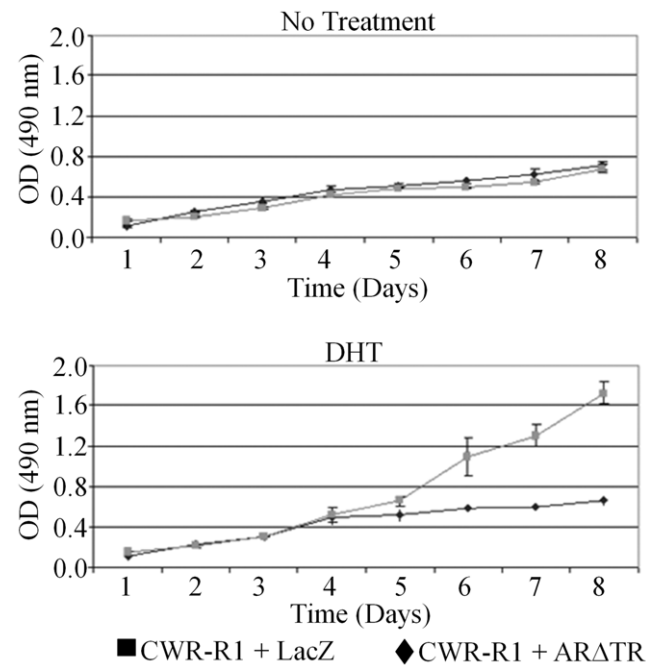 No Treatment
2.0
1.6
1.2
0.8
0.4
0.0
OD (490 nm)
1 2 3 4 5 6 7 8
Time (Days)
DHT
2.0
1.6
1.2
0.8
0.4
0.0
OD (490 nm)
1 2 3 4 5 6 7 8
Time (Days)
CWR-R1 + LacZ CWR-R1 + ARΔTR